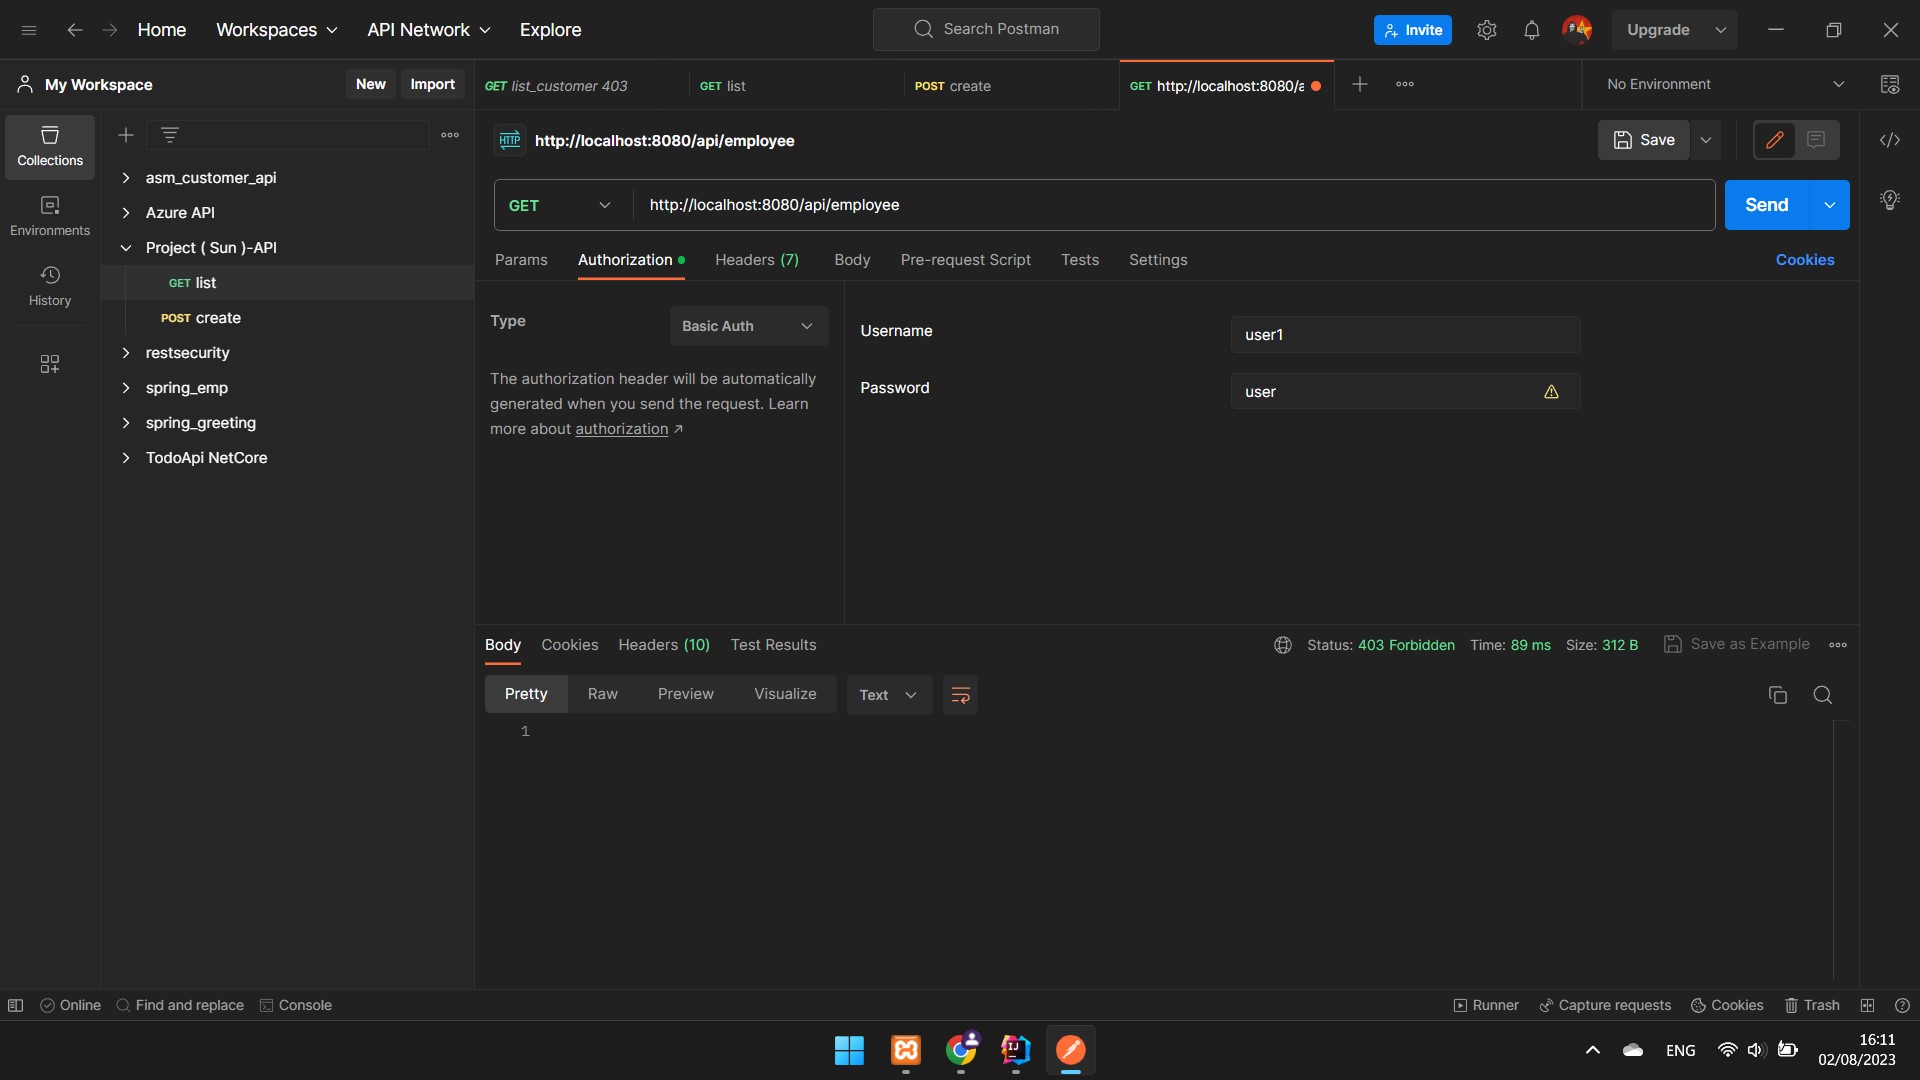 Home
Workspaces
API Network
Explore
Search Postman
Invite
Upgrade
My Workspace
New
Import
GET list_customer 403
GET list
POST create
GET http://localhost:8080/a
No Environment
Collections
Environments
History
asm_customer_api
Azure API
Project ( Sun )-API
GET list
POST create
restsecurity
spring_emp
spring_greeting
TodoApi NetCore
HTTP http://localhost:8080/api/employee
Save
GET http://localhost:8080/api/employee
Send
Params
Authorization
Headers (7)
Body
Pre-request Script
Tests
Settings
Cookies
Type
Basic Auth
The authorization header will be automatically
generated when you send the request. Learn
more about authorization ↗
Username
user1
Password
user
Body
Cookies
Headers (10)
Test Results
Status: 403 Forbidden
Time: 89 ms
Size: 312 B
Save as Example
Pretty
Raw
Preview
Visualize
Text
1
Online
Find and replace
Console
Runner
Capture requests
Cookies
Trash
IJ
ENG
16:11
02/08/2023